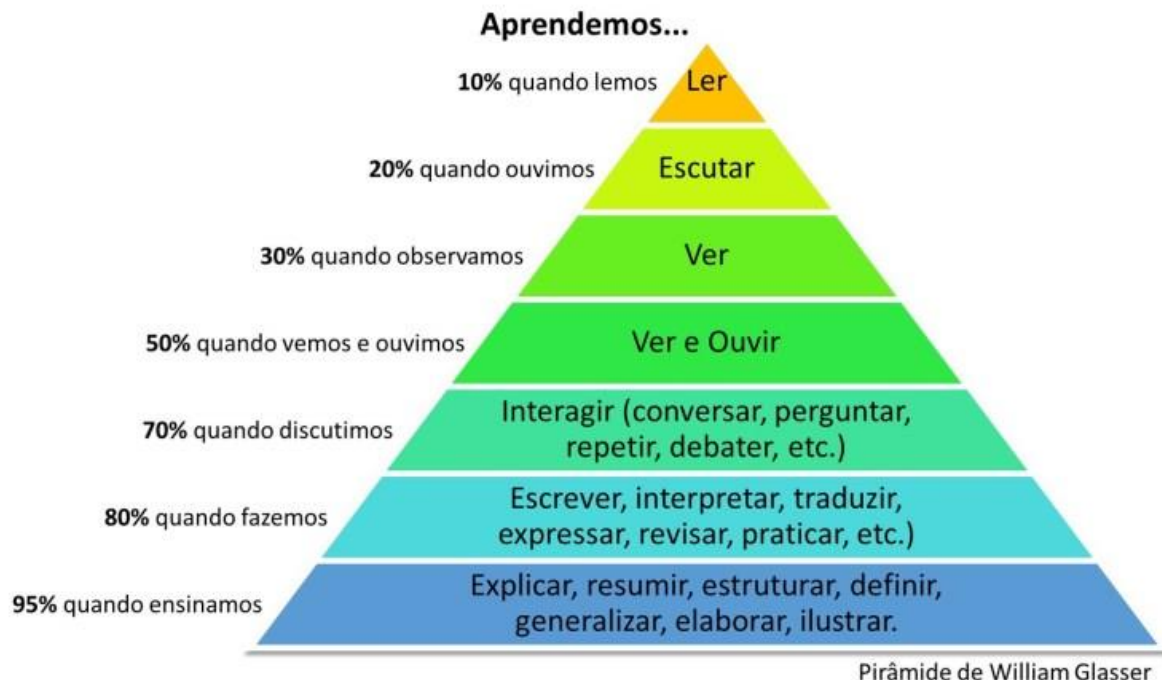 Aprendemos...
10% quando lemos
Ler
20% quando ouvimos
Escutar
30% quando observamos
Ver
50% quando vemos e ouvimos
Ver e Ouvir
70% quando discutimos
Interagir (conversar, perguntar,
repetir, debater, etc.)
80% quando fazemos
Escrever, interpretar, traduzir,
expressar, revisar, praticar, etc.)
95% quando ensinamos
Explicar, resumir, estruturar, definir,
generalizar, elaborar, ilustrar.
Pirâmide de William Glasser